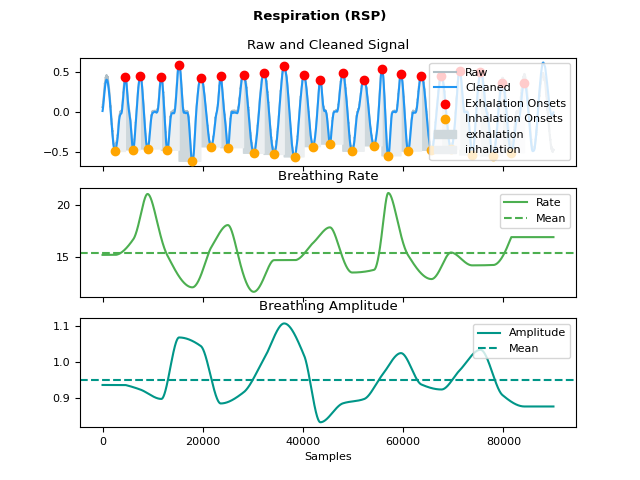 Respiration (RSP)
Raw and Cleaned Signal
0.5
0.0
−0.5
Raw
Cleaned
Exhalation Onsets
Inhalation Onsets
exhalation
inhalation
Breathing Rate
20
15
Rate
Mean
Breathing Amplitude
1.1
1.0
0.9
Amplitude
Mean
0 20000 40000 60000 80000
Samples